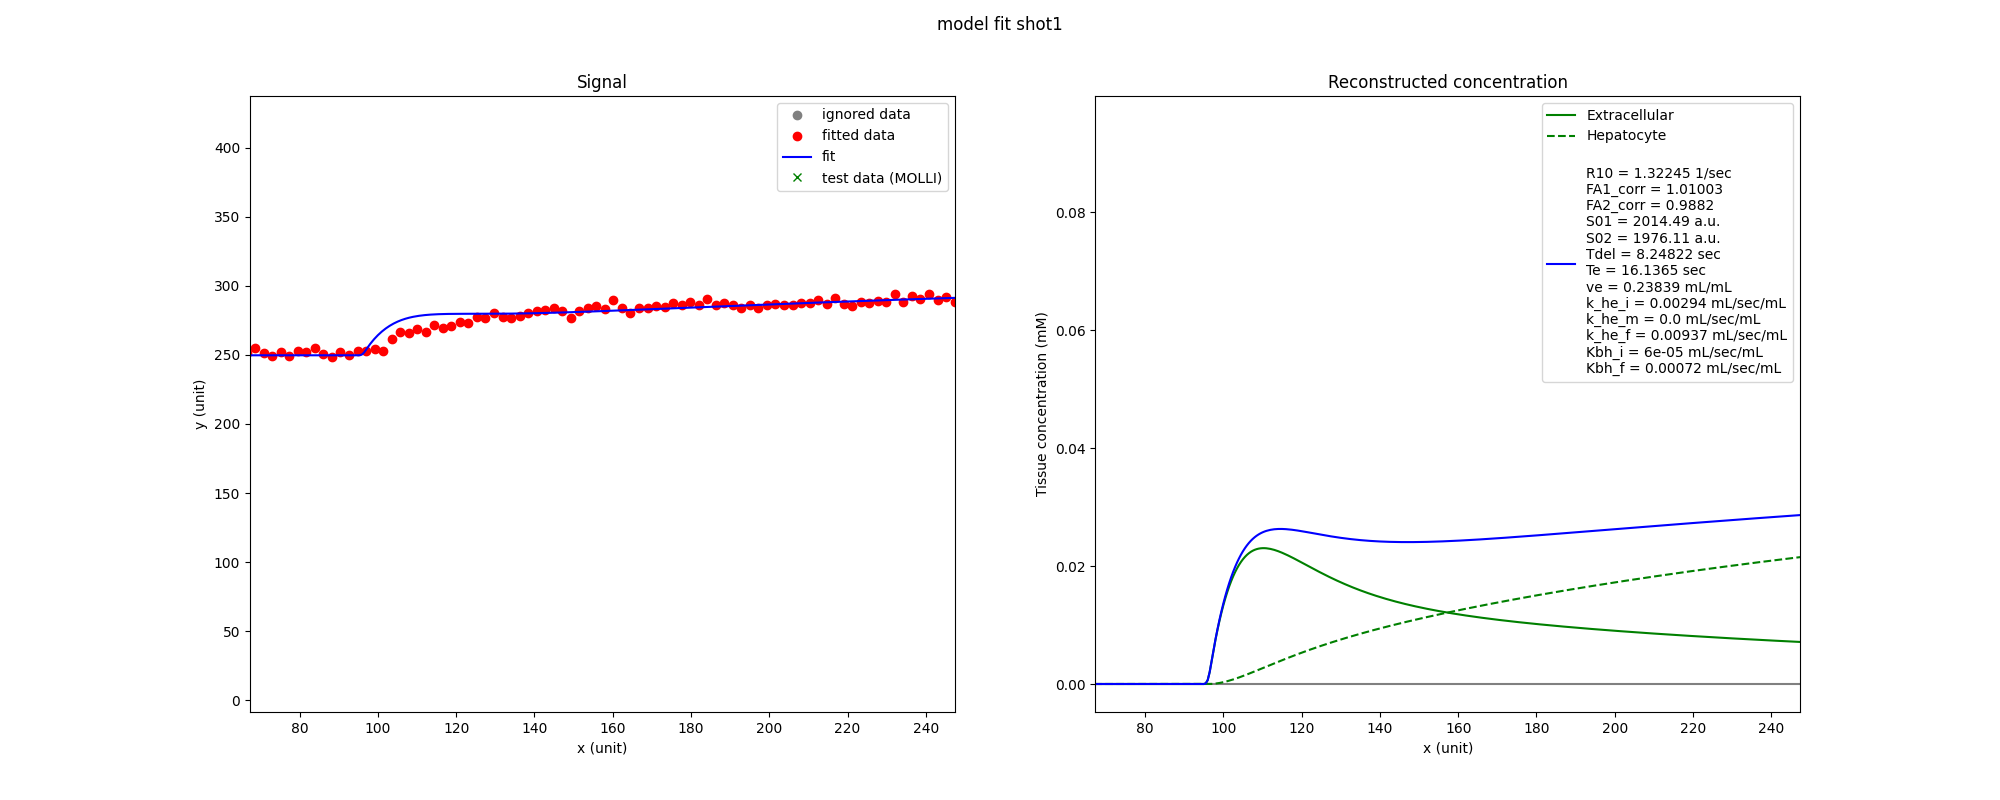 model fit shot1
Signal
400
350
300
250
200
150
100
50
0
y (unit)
80 100 120 140 160 180 200 220 240
x (unit)
ignored data
fitted data
fit
test data (MOLLI)
Reconstructed concentration
0.08
0.06
0.04
0.02
0.00
Tissue concentration (mM)
80 100 120 140 160 180 200 220 240
x (unit)
Extracellular
Hepatocyte
R10 = 1.32245 1/sec
FA1_corr = 1.01003
FA2_corr = 0.9882
S01 = 2014.49 a.u.
S02 = 1976.11 a.u.
Tdel = 8.24822 sec
Te = 16.1365 sec
ve = 0.23839 mL/mL
k_he_i = 0.00294 mL/sec/mL
k_he_m = 0.0 mL/sec/mL
k_he_f = 0.00937 mL/sec/mL
Kbh_i = 6e-05 mL/sec/mL
Kbh_f = 0.00072 mL/sec/mL